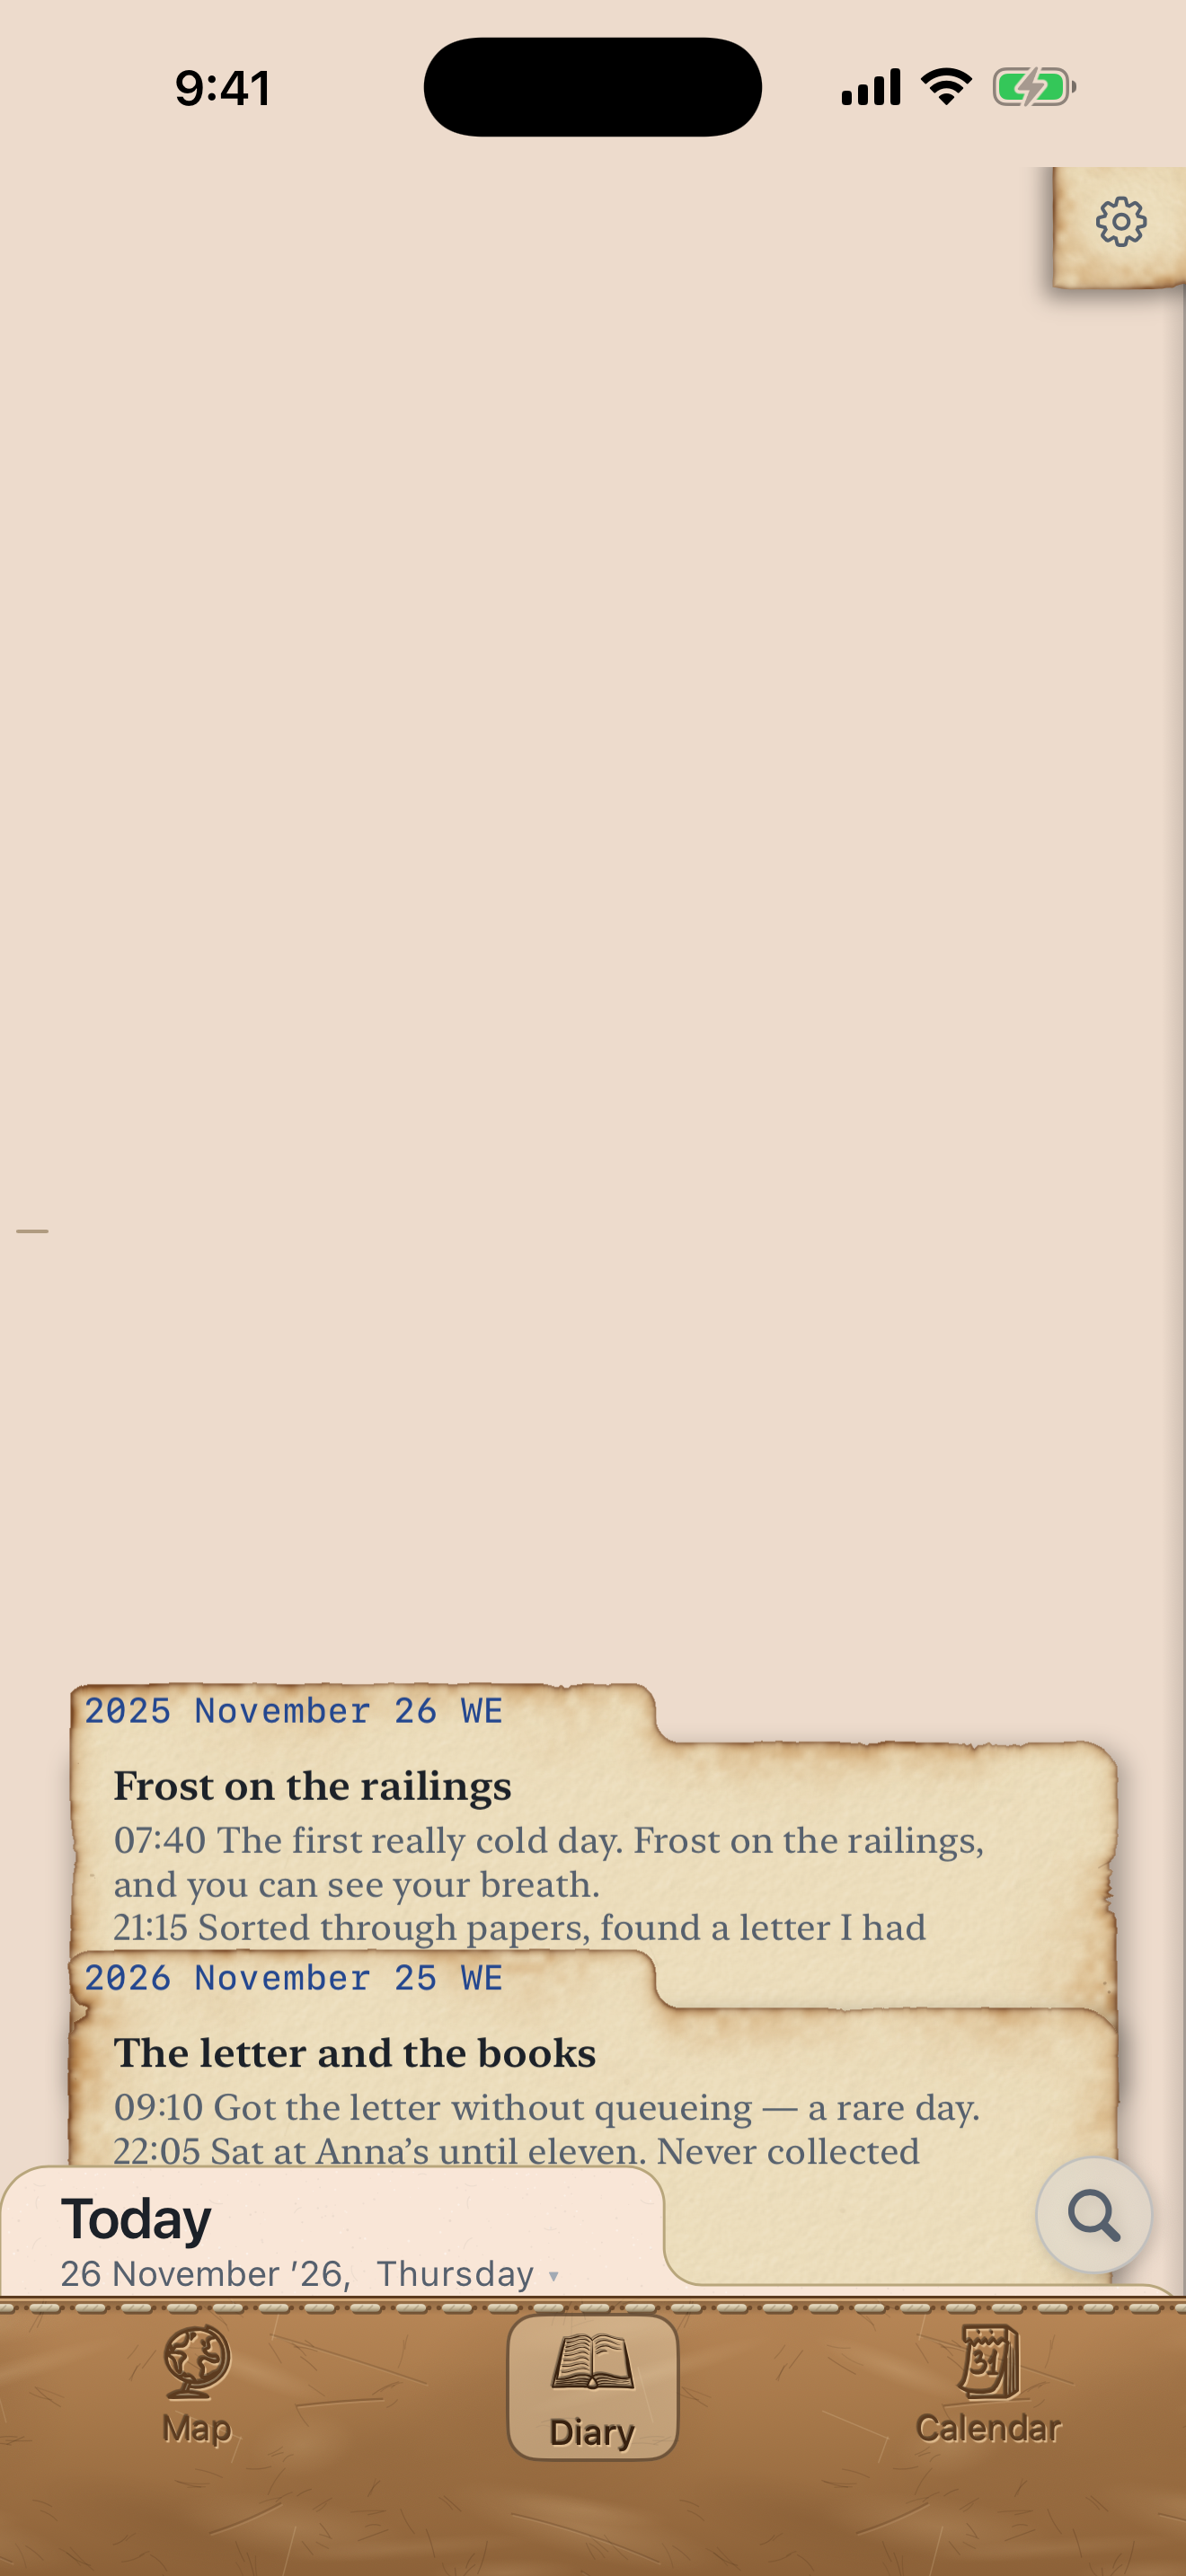 9:41
2025 November 26 WE
Frost on the railings
07:40 The first really cold day. Frost on the railings,
and you can see your breath.
21:15 Sorted through papers, found a letter I had
2026 November 25 WE
The letter and the books
09:10 Got the letter without queueing — a rare day.
22:05 Sat at Anna’s until eleven. Never collected
Today
26 November ’26, Thursday ▾
31
Map
Diary
Calendar